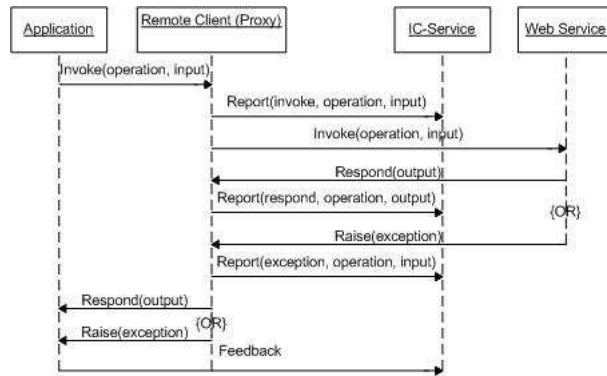 Application
Remote Client (Proxy)
IC-Service
Web Service
Invoke(operation, input)
Report(invoke, operation, input)
Invoke(operation, input)
Respond(output)
Report(respond, operation, output)
{OR}
Raise(exception)
Report(exception, operation, input)
Respond(output)
{OR}
Raise(exception)
Feedback